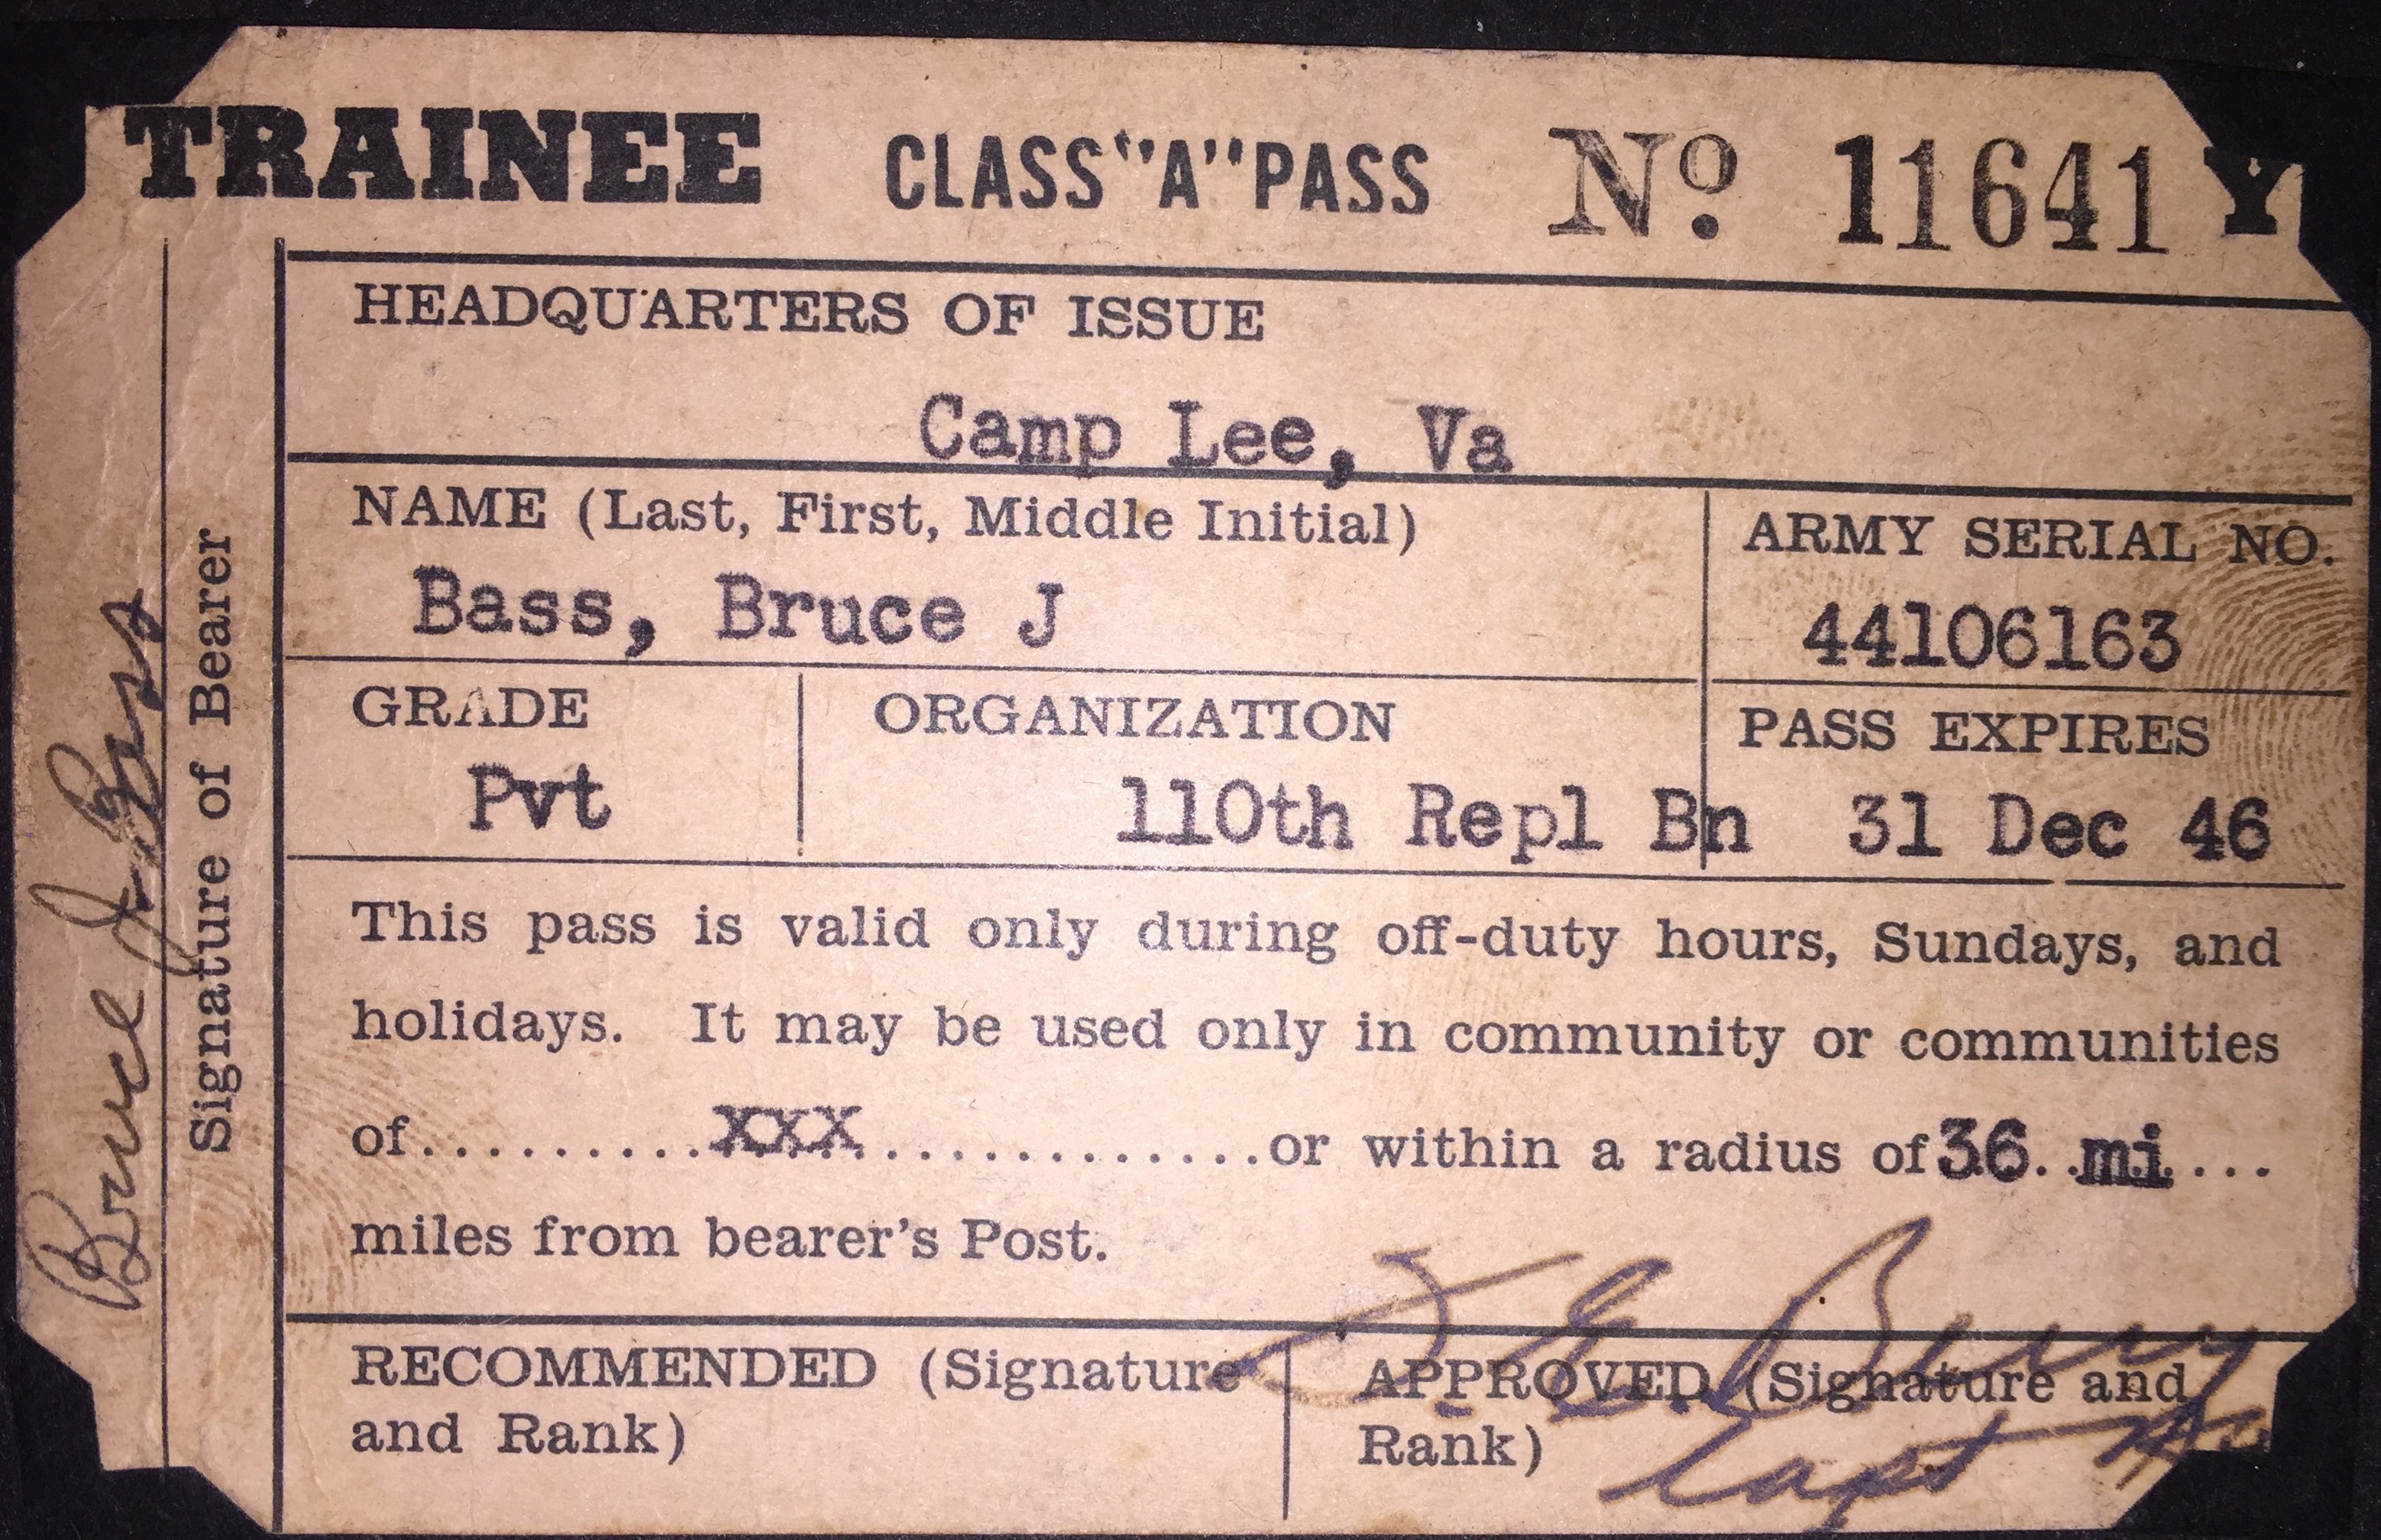 TRAINEE CLASS "A" PASS Nº 11641 Y
HEADQUARTERS OF ISSUE
Camp Lee, Va
NAME (Last, First, Middle Initial)
Bass, Bruce J
ARMY SERIAL NO.
44106163
GRADE
Pvt
ORGANIZATION
110th Repl Bn
PASS EXPIRES
31 Dec 46
This pass is valid only during off-duty hours, Sundays, and
holidays. It may be used only in community or communities
of..........xxx..................or within a radius of 36. mi....
miles from bearer's Post.
RECOMMENDED (Signature
and Rank)
APPROVED (Signature and
Rank)
Capt
Signature of Bearer
Bruce J. Bass